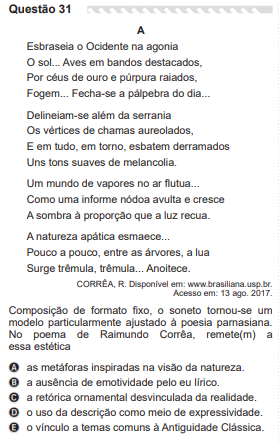 Questão 31
A
Esbraseia o Ocidente na agonia
O sol... Aves em bandos destacados,
Por céus de ouro e púrpura raiados,
Fogem... Fecha-se a pálpebra do dia...
Delineiam-se além da serrania
Os vértices de chamas aureolados,
E em tudo, em torno, esbatem derramados
Uns tons suaves de melancolia.
Um mundo de vapores no ar flutua...
Como uma informe nódoa avulta e cresce
A sombra à proporção que a luz recua.
A natureza apática esmaece...
Pouco a pouco, entre as árvores, a lua
Surge trêmula, trêmula... Anoitece.
CORRÊA, R. Disponível em: www.brasiliana.usp.br.
Acesso em: 13 ago. 2017.
Composição de formato fixo, o soneto tornou-se um
modelo particularmente ajustado à poesia parnasiana.
No poema de Raimundo Corrêa, remete(m) a
essa estética
A as metáforas inspiradas na visão da natureza.
B a ausência de emotividade pelo eu lírico.
C a retórica ornamental desvinculada da realidade.
D o uso da descrição como meio de expressividade.
E o vínculo a temas comuns à Antiguidade Clássica.